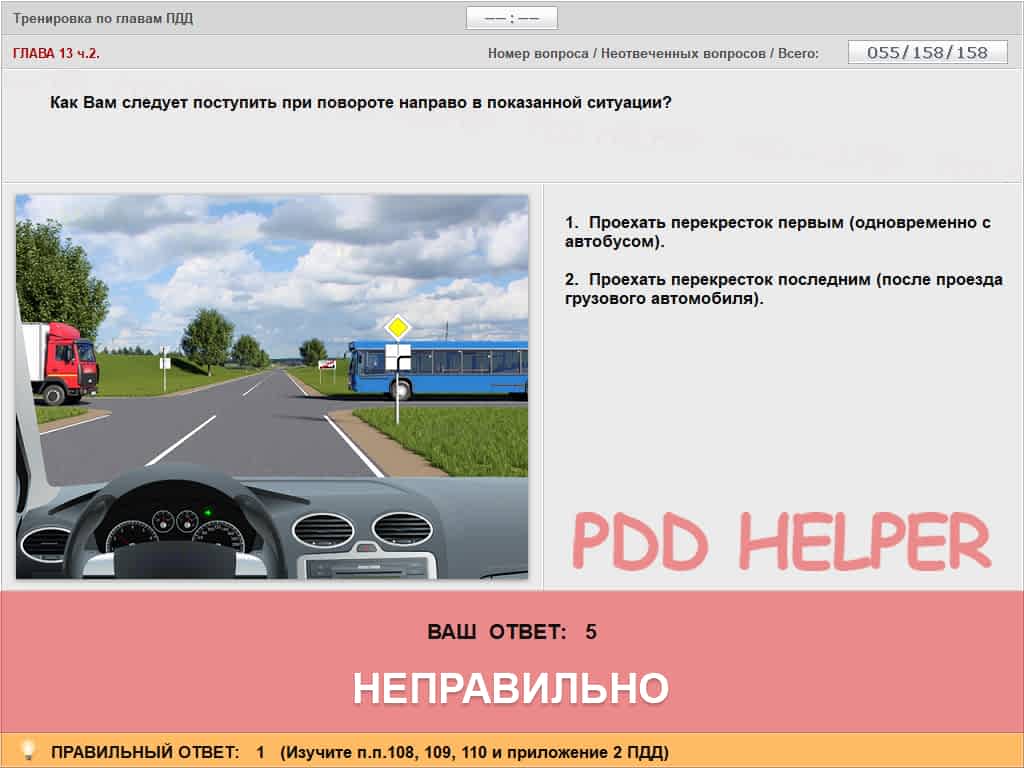 Тренировка по главам ПДД
–– : ––
ГЛАВА 13 ч.2.
Номер вопроса / Неотвеченных вопросов / Всего:
055/158/158
Как Вам следует поступить при повороте направо в показанной ситуации?
1. Проехать перекресток первым (одновременно с
автобусом).
2. Проехать перекресток последним (после проезда
грузового автомобиля).
PDD HELPER
ВАШ ОТВЕТ: 5
НЕПРАВИЛЬНО
ПРАВИЛЬНЫЙ ОТВЕТ: 1 (Изучите п.п.108, 109, 110 и приложение 2 ПДД)